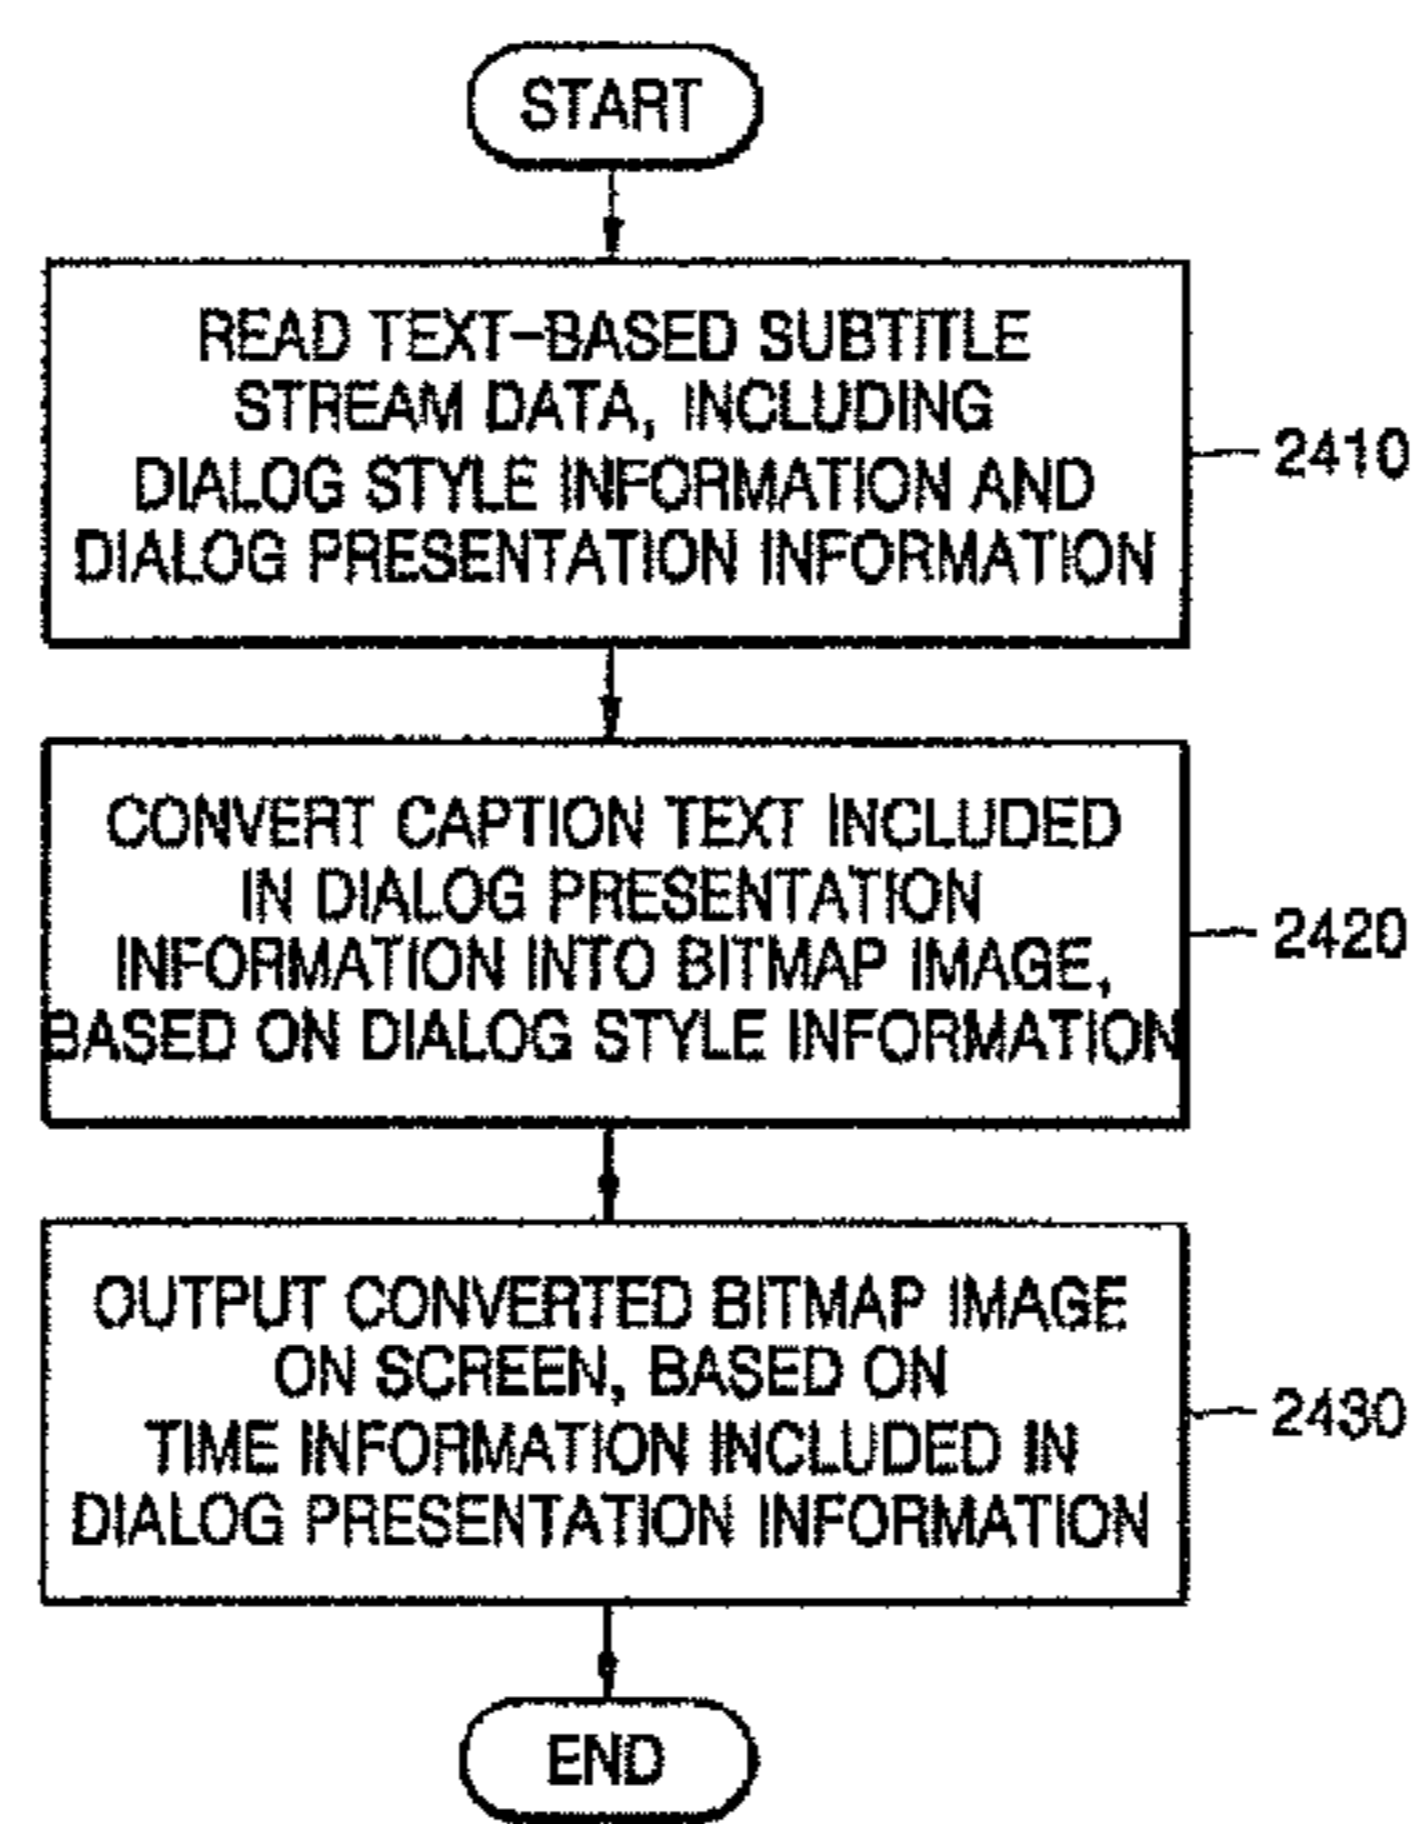 START
READ TEXT-BASED SUBTITLE
STREAM DATA, INCLUDING
DIALOG STYLE INFORMATION AND
DIALOG PRESENTATION INFORMATION
2410
CONVERT CAPTION TEXT INCLUDED
IN DIALOG PRESENTATION
INFORMATION INTO BITMAP IMAGE,
BASED ON DIALOG STYLE INFORMATION
2420
OUTPUT CONVERTED BITMAP IMAGE
ON SCREEN, BASED ON
TIME INFORMATION INCLUDED IN
DIALOG PRESENTATION INFORMATION
2430
END